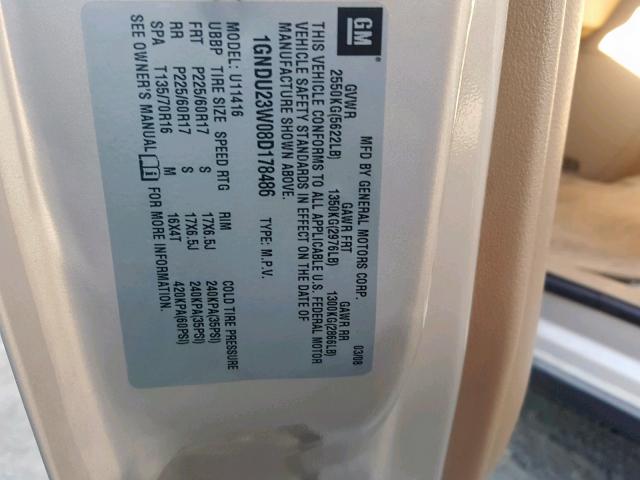 GM
MFD BY GENERAL MOTORS CORP. 03/08
GVWR GAWR FRT GAWR RR
2550KG(5622LB) 1350KG(2976LB) 1300KG(2866LB)
THIS VEHICLE CONFORMS TO ALL APPLICABLE U.S. FEDERAL MOTOR
VEHICLE SAFETY STANDARDS IN EFFECT ON THE DATE OF
MANUFACTURE SHOWN ABOVE.
1GNDU23W08D178486 TYPE: M.P.V.
MODEL: U11416
UBBP TIRE SIZE SPEED RTG RIM COLD TIRE PRESSURE
FRT P225/60R17 S 17X6.5J 240KPA(35PSI)
RR P225/60R17 S 17X6.5J 240KPA(35PSI)
SPA T135/70R16 M 16X4T 420KPA(60PSI)
SEE OWNER'S MANUAL FOR MORE INFORMATION.